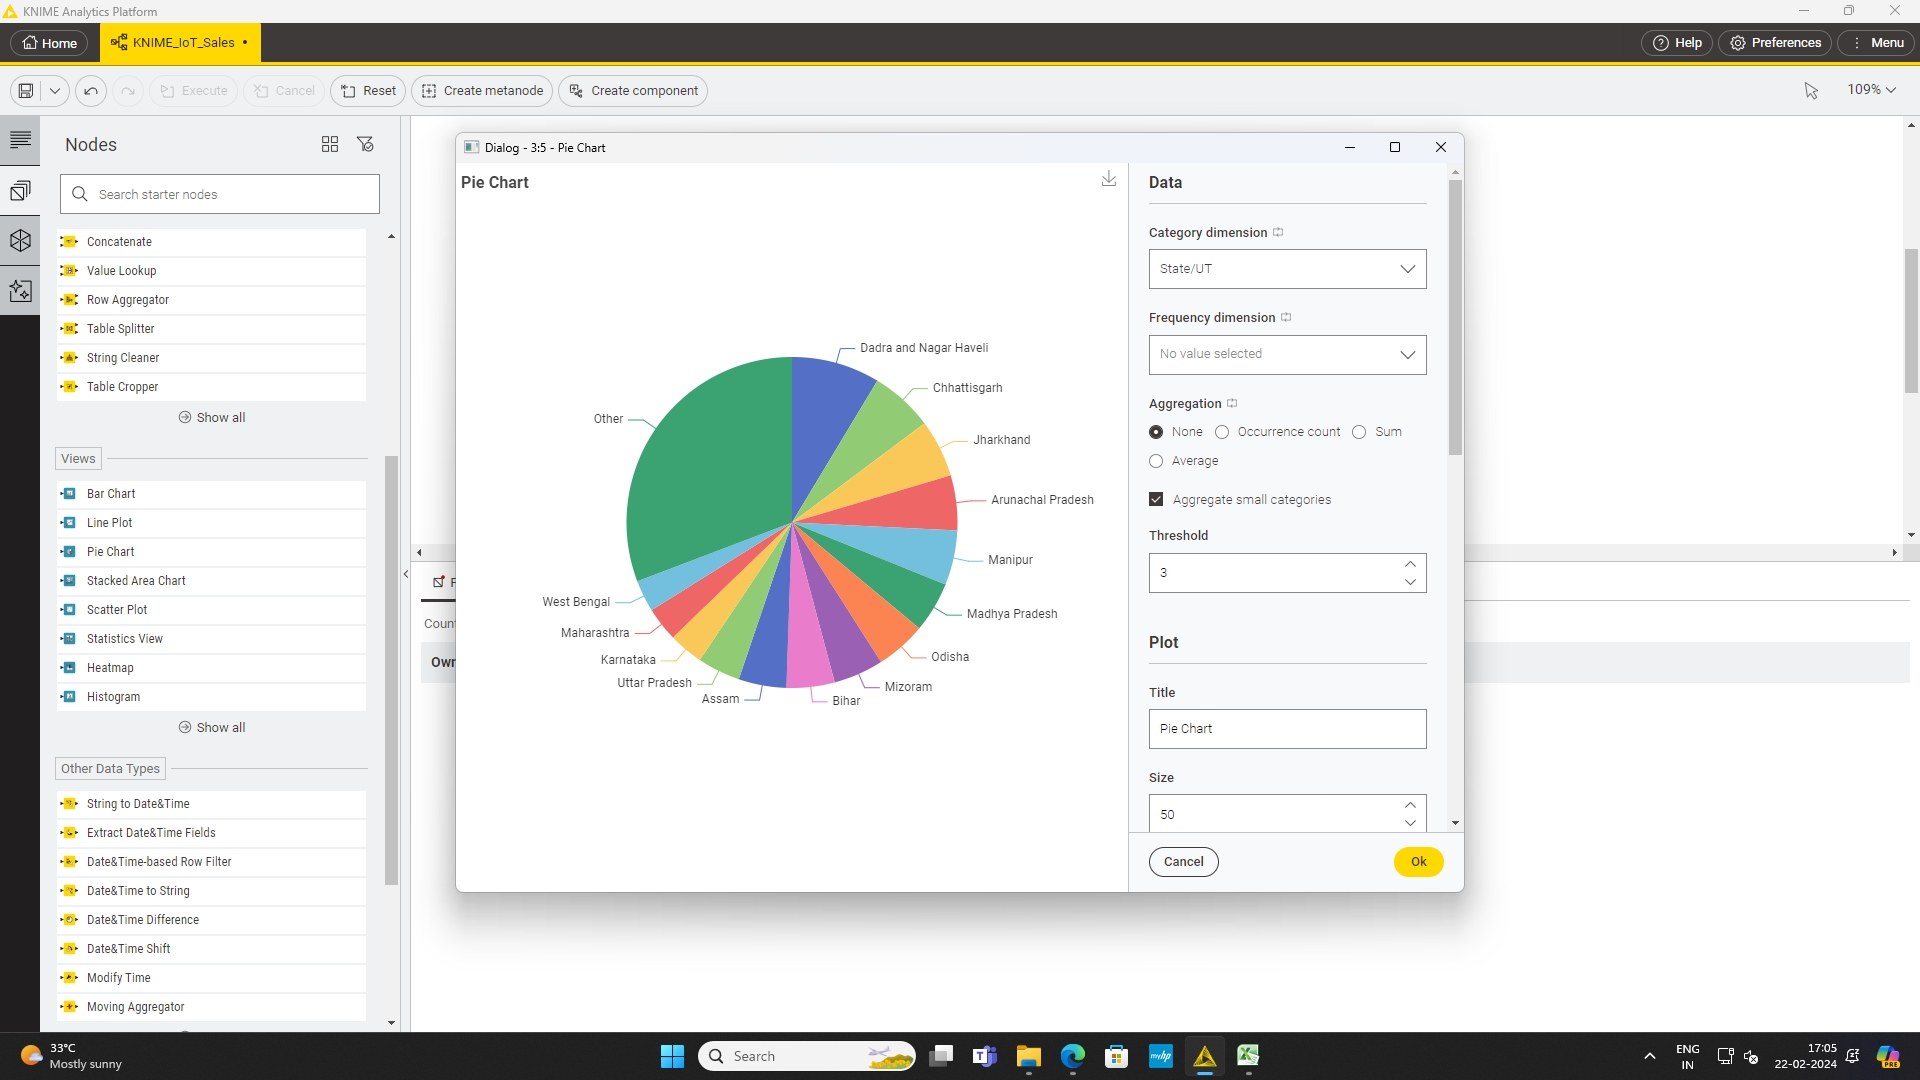 KNIME Analytics Platform
Home
KNIME_IoT_Sales
Help
Preferences
Menu
Execute
Cancel
Reset
Create metanode
Create component
109%
Nodes
Search starter nodes
Concatenate
Value Lookup
Row Aggregator
Table Splitter
String Cleaner
Table Cropper
Show all
Views
Bar Chart
Line Plot
Pie Chart
Stacked Area Chart
Scatter Plot
Statistics View
Heatmap
Histogram
Show all
Other Data Types
String to Date&Time
Extract Date&Time Fields
Date&Time-based Row Filter
Date&Time to String
Date&Time Difference
Date&Time Shift
Modify Time
Moving Aggregator
Dialog - 3:5 - Pie Chart
Pie Chart
Dadra and Nagar Haveli
Chhattisgarh
Other
Jharkhand
Arunachal Pradesh
Manipur
West Bengal
Madhya Pradesh
Maharashtra
Karnataka
Odisha
Uttar Pradesh
Mizoram
Assam
Bihar
Data
Category dimension
State/UT
Frequency dimension
No value selected
Aggregation
None Occurrence count Sum
Average
Aggregate small categories
Threshold
3
Plot
Title
Pie Chart
Size
50
Cancel
Ok
33°C
Mostly sunny
Search
myhp
ENG
IN
17:05
22-02-2024
PRE